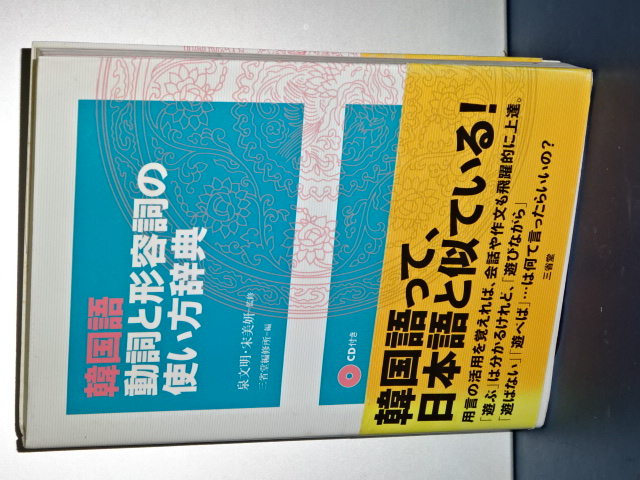 韓国語
動詞と形容詞の
使い方辞典
泉文明・宋美妍=監修
三省堂編修所=編
CD付き
韓国語って、
日本語と似ている!
用言の活用を覚えれば、会話や作文も飛躍的に上達。
「遊ぶ」は分かるけれど、「遊びながら」
「遊ばない」「遊べば」…は何て言ったらいいの?
三省堂